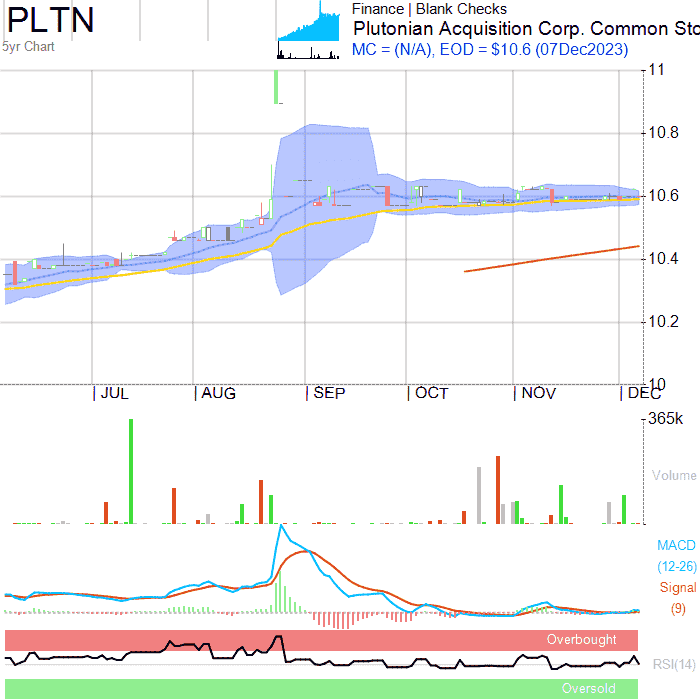 PLTN
5yr Chart
Finance | Blank Checks
Plutonian Acquisition Corp. Common Sto
MC = (N/A), EOD = $10.6 (07Dec2023)
11
10.8
10.6
10.4
10.2
10
JUL AUG SEP OCT NOV DEC
365k
Volume
MACD
(12-26)
Signal
(9)
Overbought
RSI(14)
Oversold